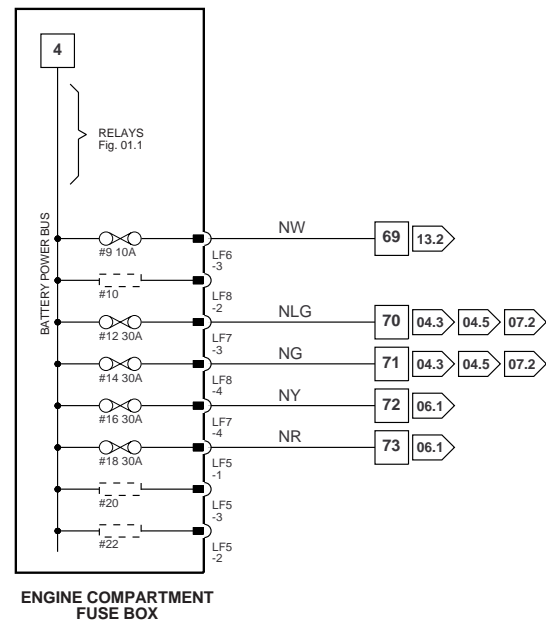 4
RELAYS
Fig. 01.1
BATTERY POWER BUS
#9 10A
LF6
-3
NW
69
13.2
#10
LF8
-2
#12 30A
LF7
-3
NLG
70
04.3
04.5
07.2
#14 30A
LF8
-4
NG
71
04.3
04.5
07.2
#16 30A
LF7
-4
NY
72
06.1
#18 30A
LF5
-1
NR
73
06.1
#20
LF5
-3
#22
LF5
-2
ENGINE COMPARTMENT
FUSE BOX